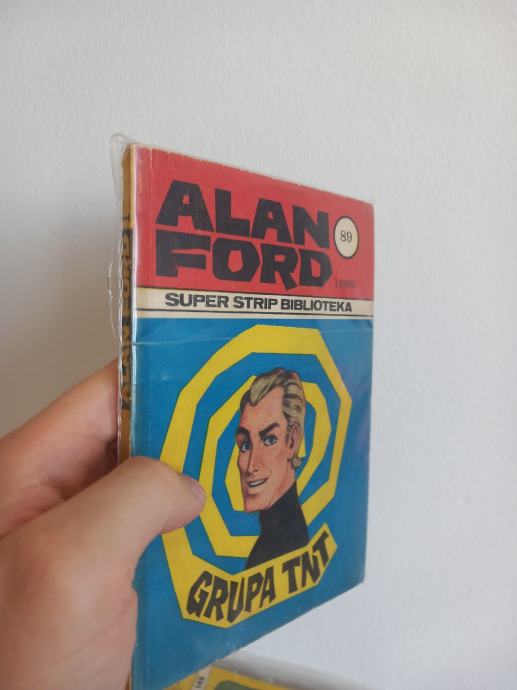 ALAN
FORD
89
SUPER STRIP BIBLIOTEKA
GRUPA TNT